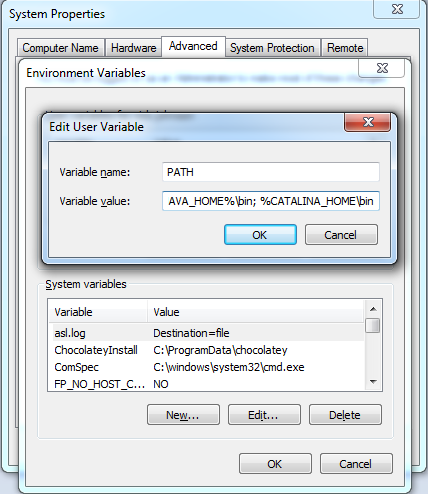 System Properties
Computer Name Hardware Advanced System Protection Remote
Environment Variables
Edit User Variable
Variable name: PATH
Variable value: AVA_HOME%\bin; %CATALINA_HOME\bin
OK Cancel
System variables
Variable Value
asl.log Destination=file
ChocolateyInstall C:\ProgramData\chocolatey
ComSpec C:\windows\system32\cmd.exe
FP_NO_HOST_C... NO
New... Edit... Delete
OK Cancel